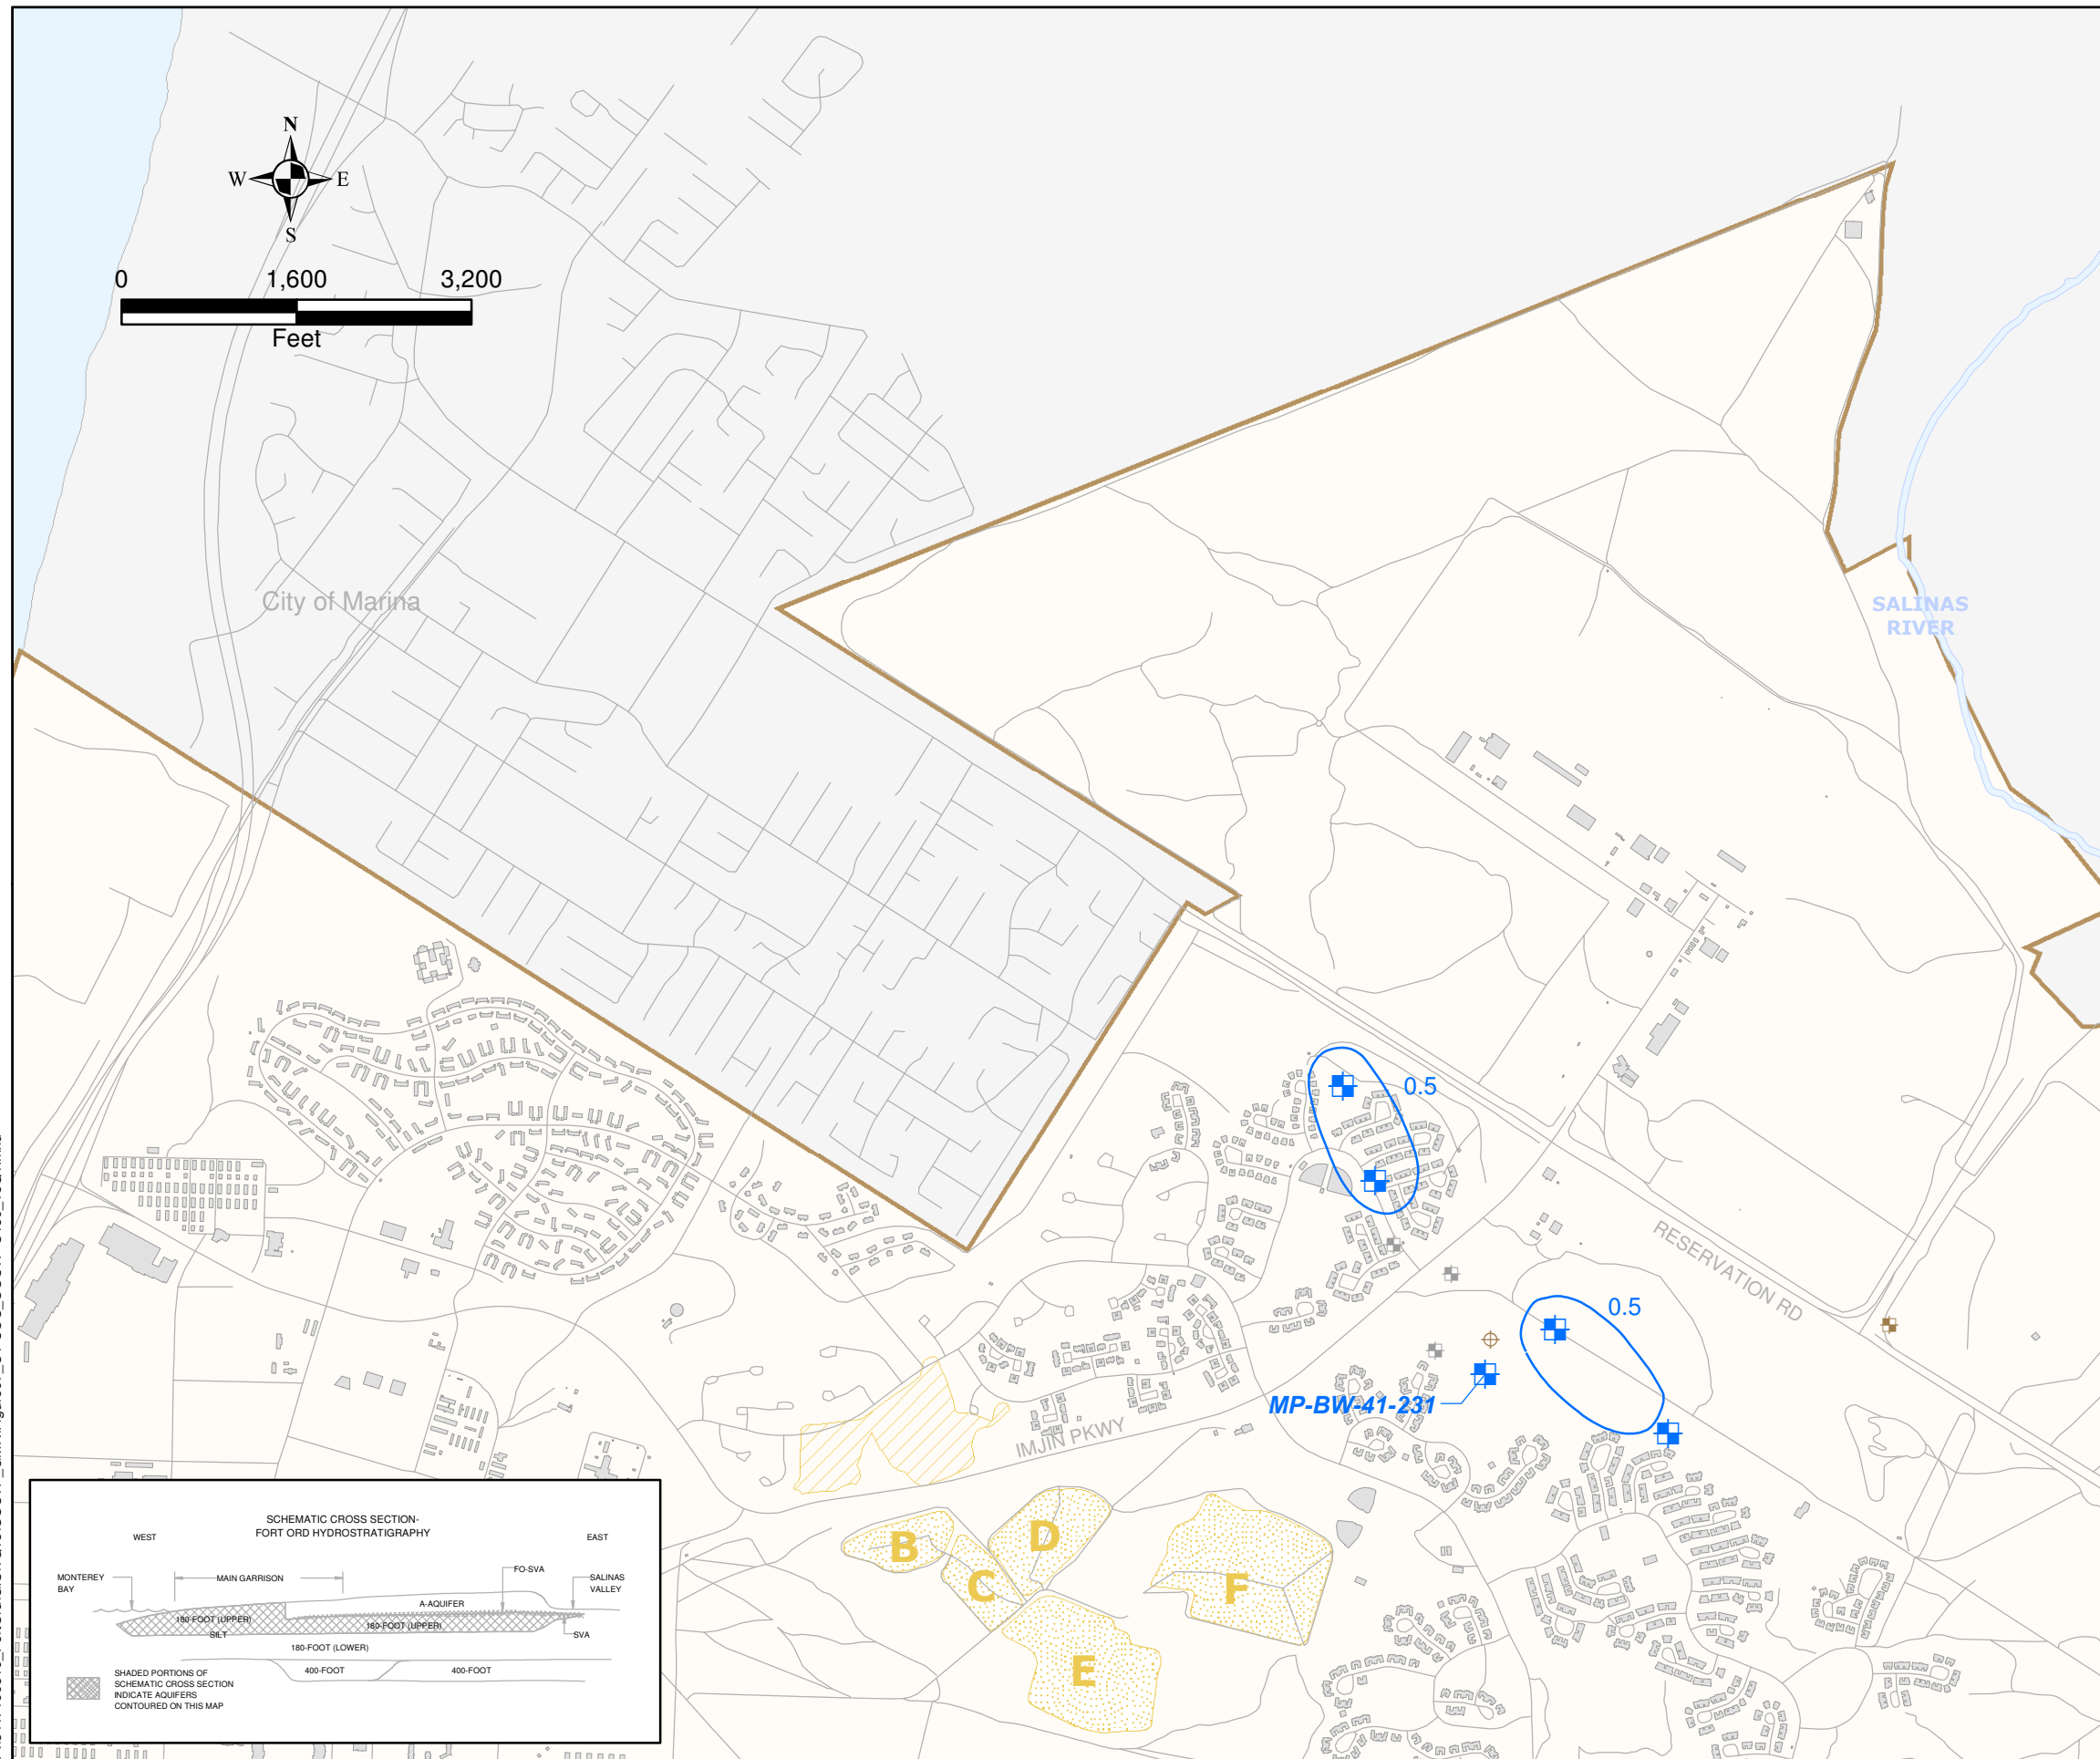 N
W E
S
0 1,600 3,200
Feet
City of Marina
SALINAS
RIVER
0.5
RESERVATION RD
0.5
MP-BW-41-231
IMJIN PKWY
B
C
D
E
F
SCHEMATIC CROSS SECTION-
FORT ORD HYDROSTRATIGRAPHY
WEST EAST
MONTEREY
BAY
MAIN GARRISON
FO-SVA
SALINAS
VALLEY
A-AQUIFER
180-FOOT (UPPER)
180-FOOT (UPPER)
SILT
SVA
180-FOOT (LOWER)
400-FOOT 400-FOOT
SHADED PORTIONS OF
SCHEMATIC CROSS SECTION
INDICATE AQUIFERS
CONTOURED ON THIS MAP